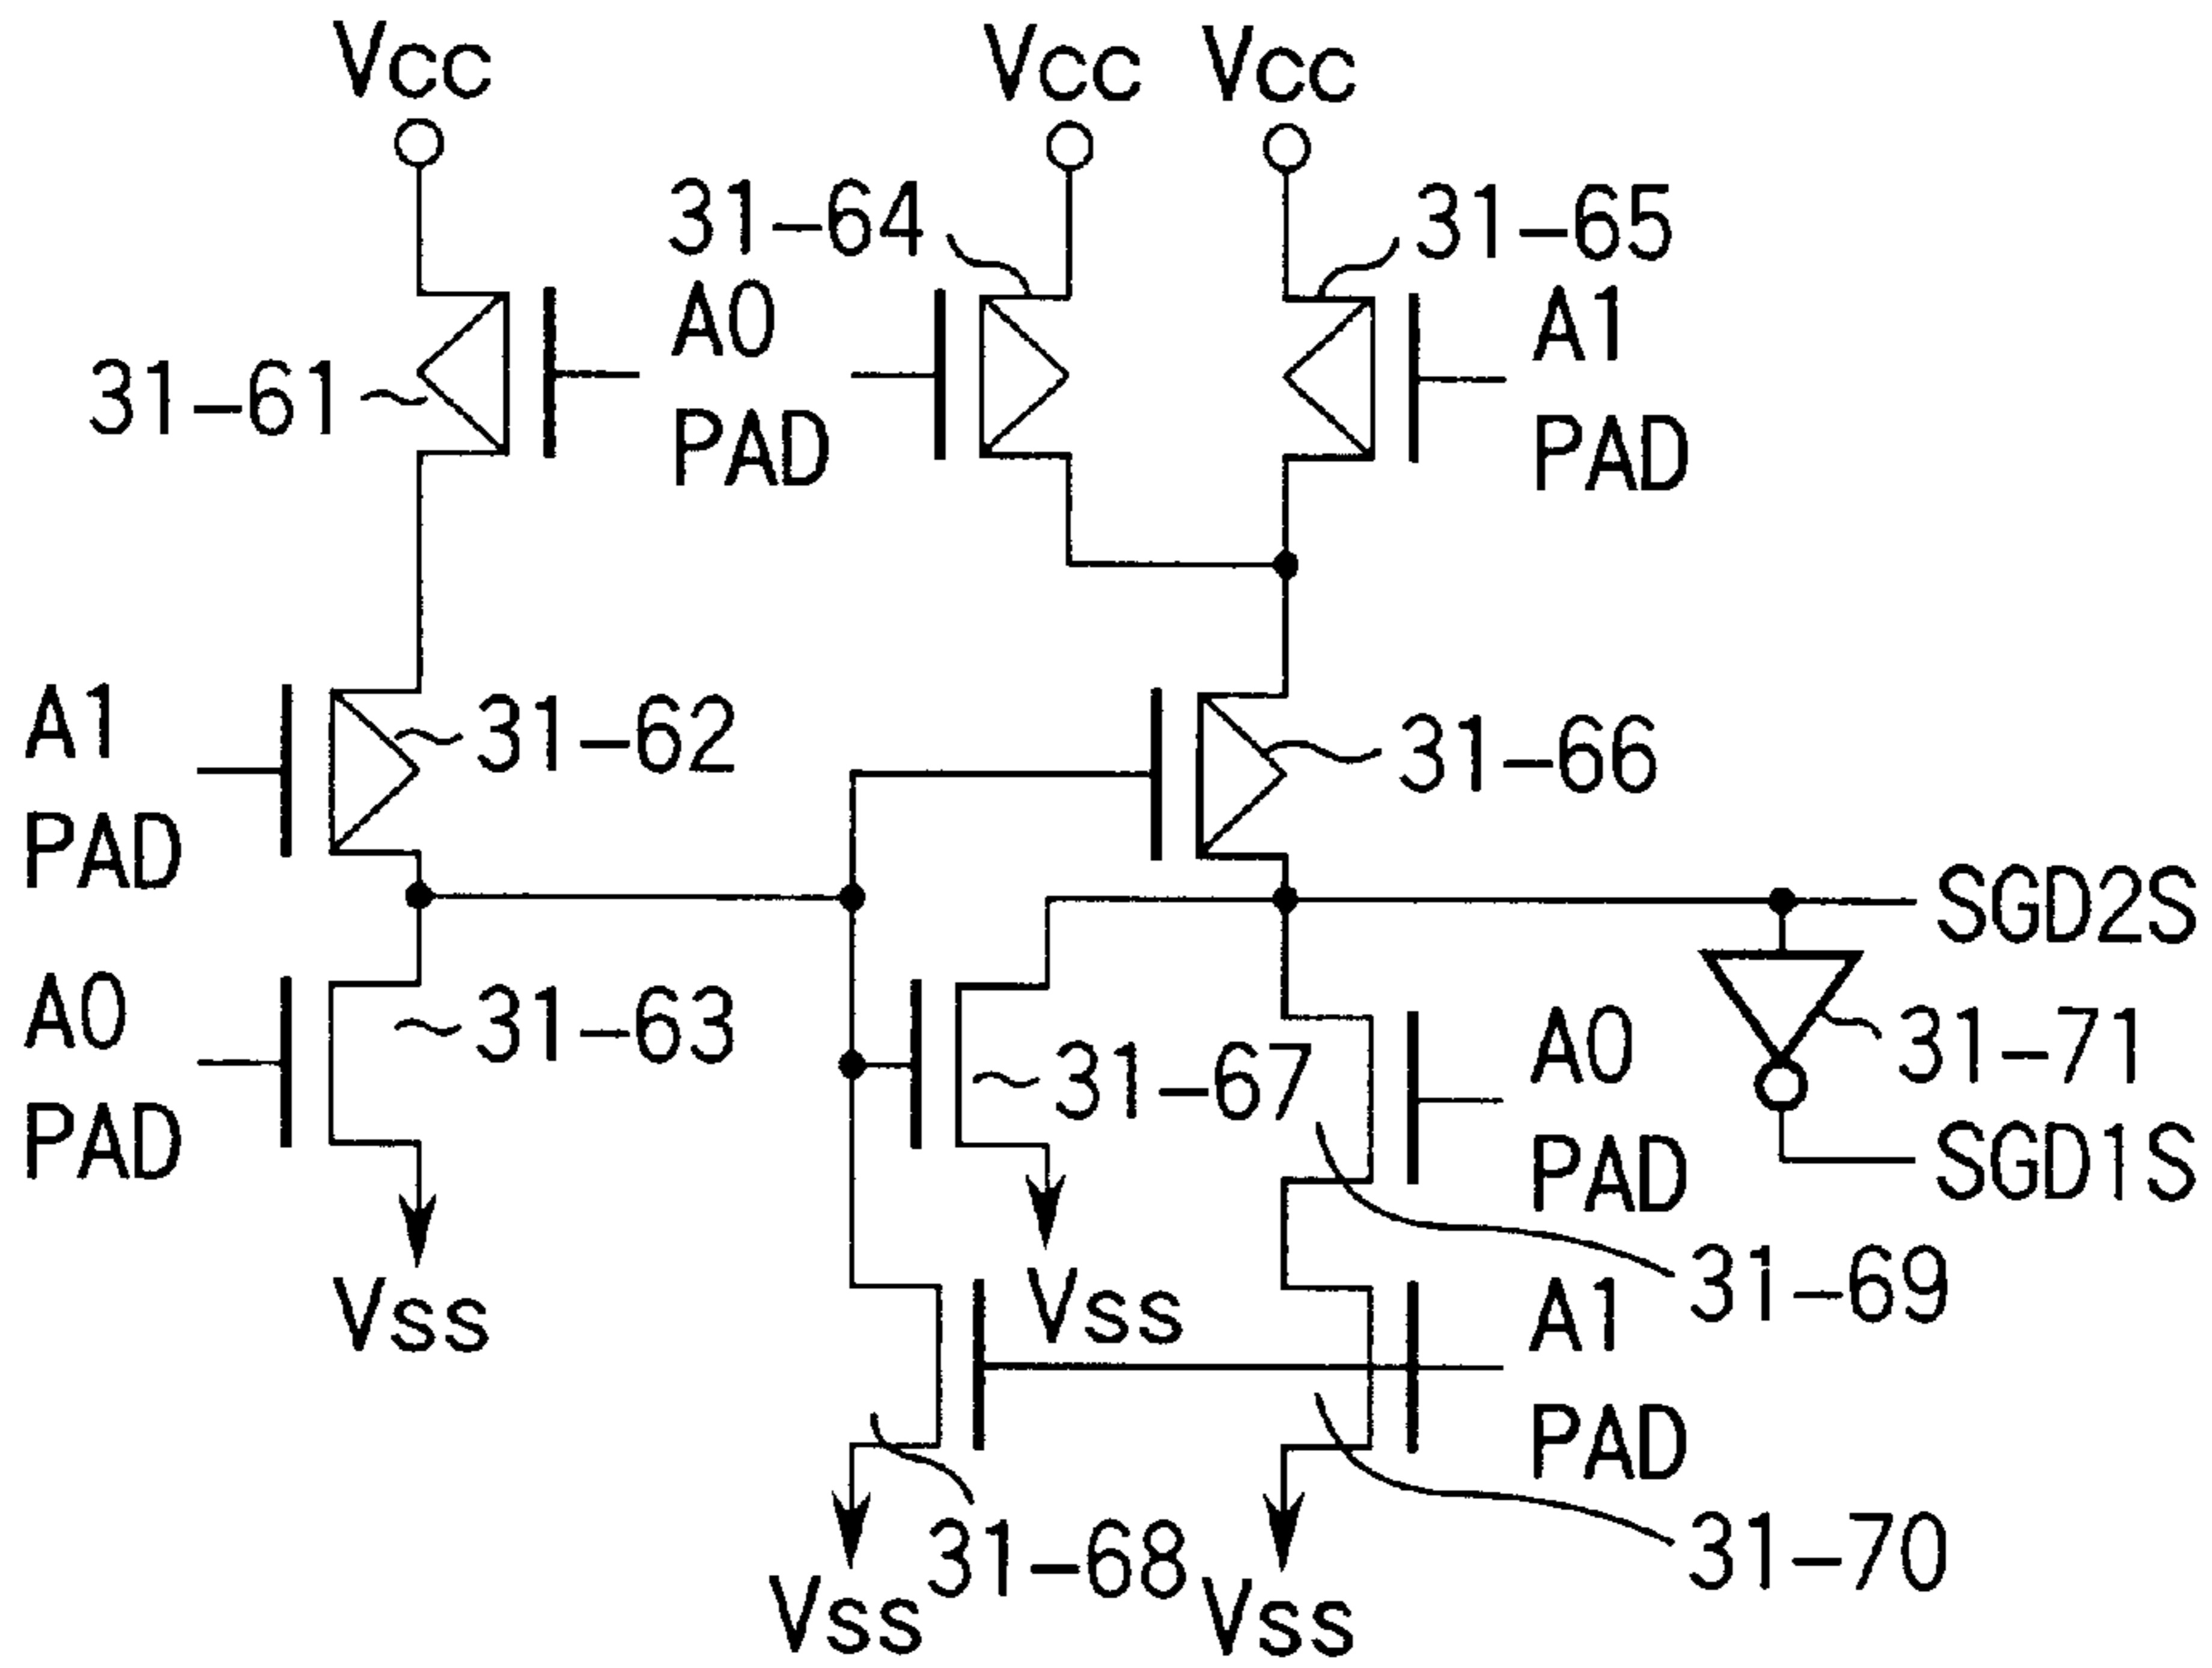 Vcc
Vcc
Vcc
31-64
31-65
A0
PAD
A1
PAD
31-61
A1
PAD
31-62
31-66
SGD2S
A0
PAD
31-63
31-67
A0
PAD
31-71
SGD1S
Vss
Vss
31-69
A1
PAD
31-68
31-70
Vss
Vss